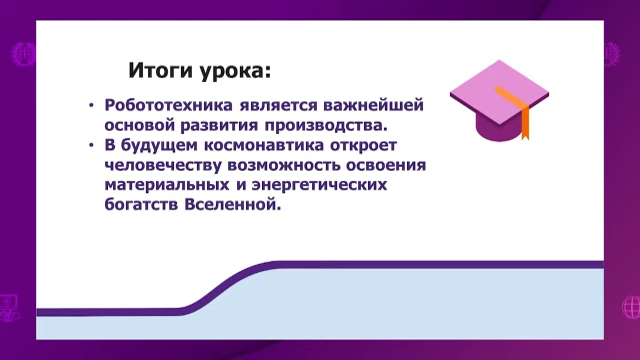 Итоги урока:
• Робототехника является важнейшей
основой развития производства.
• В будущем космонавтика откроет
человечеству возможность освоения
материальных и энергетических
богатств Вселенной.